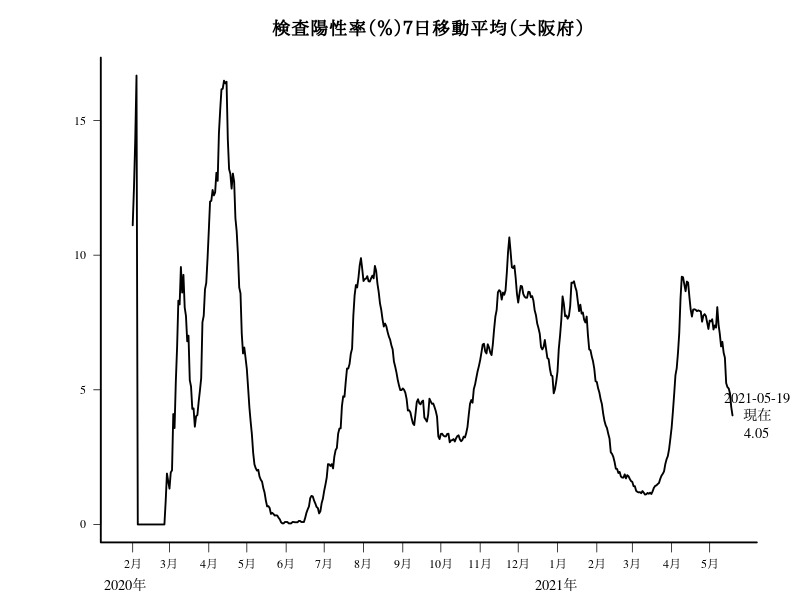 検査陽性率(%)7日移動平均(大阪府)
15
10
5
0
2021-05-19
現在
4.05
2月 3月 4月 5月 6月 7月 8月 9月 10月 11月 12月 1月 2月 3月 4月 5月
2020年 2021年